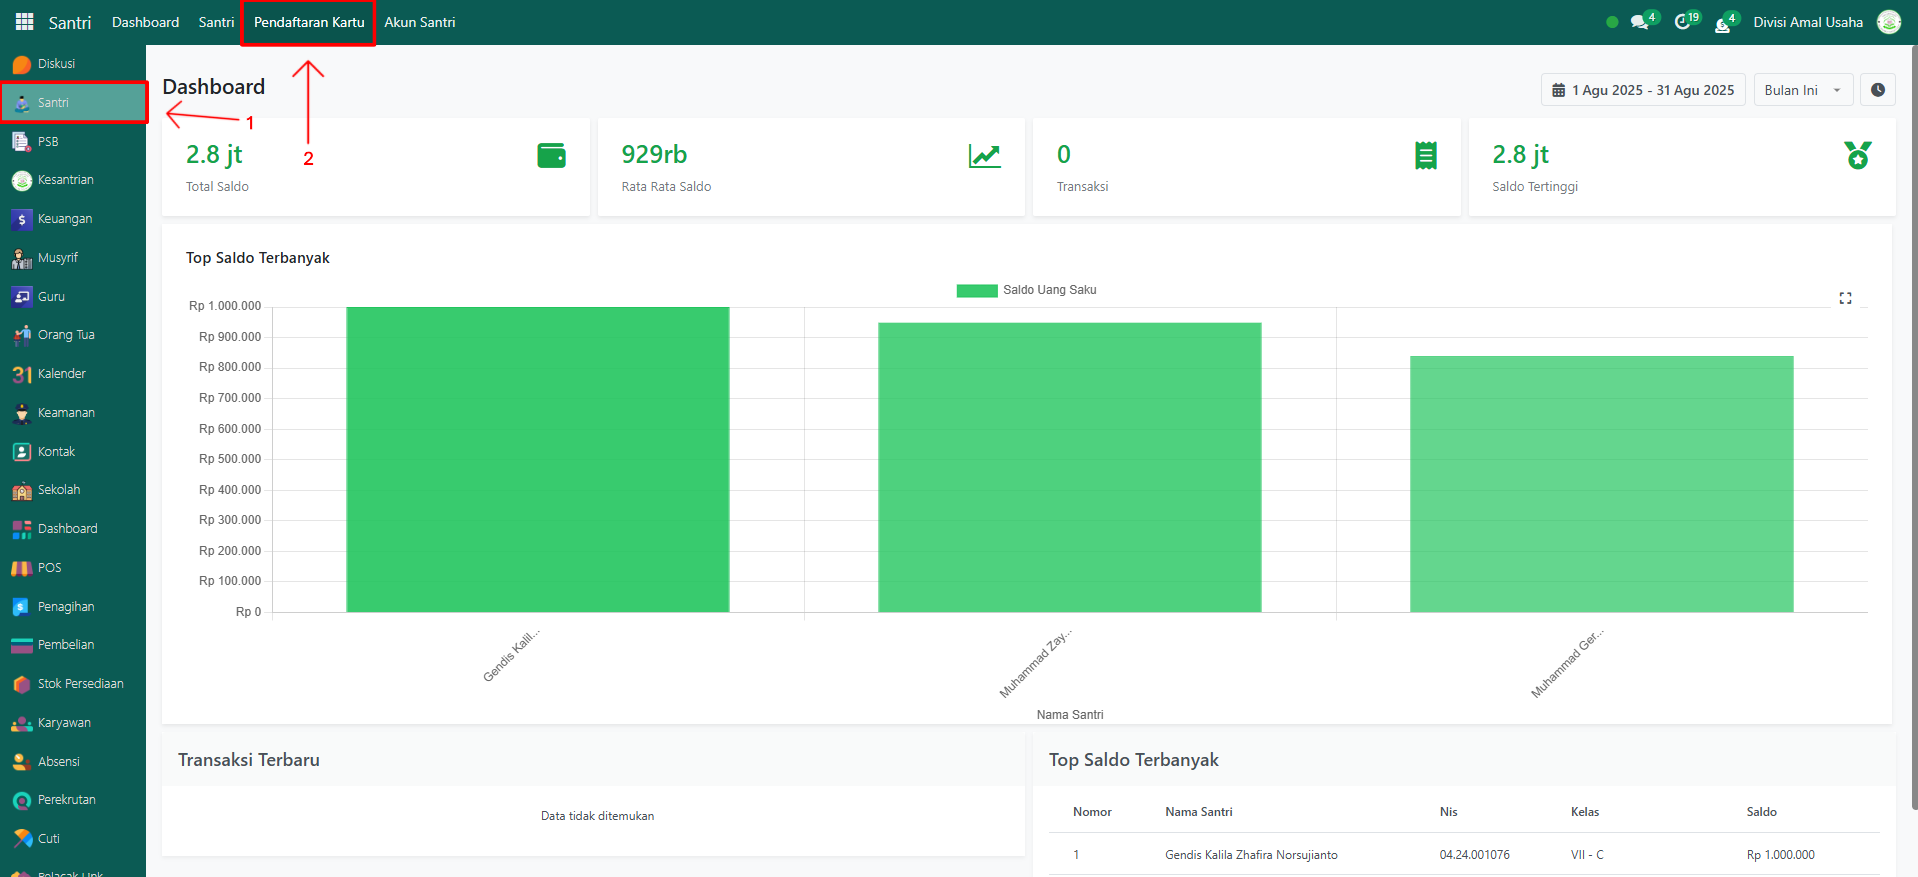 Santri Dashboard Santri Pendaftaran Kartu Akun Santri 4 19 4 Divisi Amal Usaha
Diskusi
Santri
PSB
Kesantrian
Keuangan
Musyrif
Guru
Orang Tua
Kalender
Keamanan
Kontak
Sekolah
Dashboard
POS
Penagihan
Pembelian
Stok Persediaan
Karyawan
Absensi
Perekrutan
Cuti
1
2
Dashboard
1 Agu 2025 - 31 Agu 2025 Bulan Ini
2.8 jt
Total Saldo
929rb
Rata Rata Saldo
0
Transaksi
2.8 jt
Saldo Tertinggi
Top Saldo Terbanyak
Saldo Uang Saku
Rp 1.000.000
Rp 900.000
Rp 800.000
Rp 700.000
Rp 600.000
Rp 500.000
Rp 400.000
Rp 300.000
Rp 200.000
Rp 100.000
Rp 0
Gendis Kalil...
Muhammad Zay...
Muhammad Ger...
Nama Santri
Transaksi Terbaru
Data tidak ditemukan
Top Saldo Terbanyak
Nomor Nama Santri Nis Kelas Saldo
1 Gendis Kalila Zhafira Norsujianto 04.24.001076 VII - C Rp 1.000.000